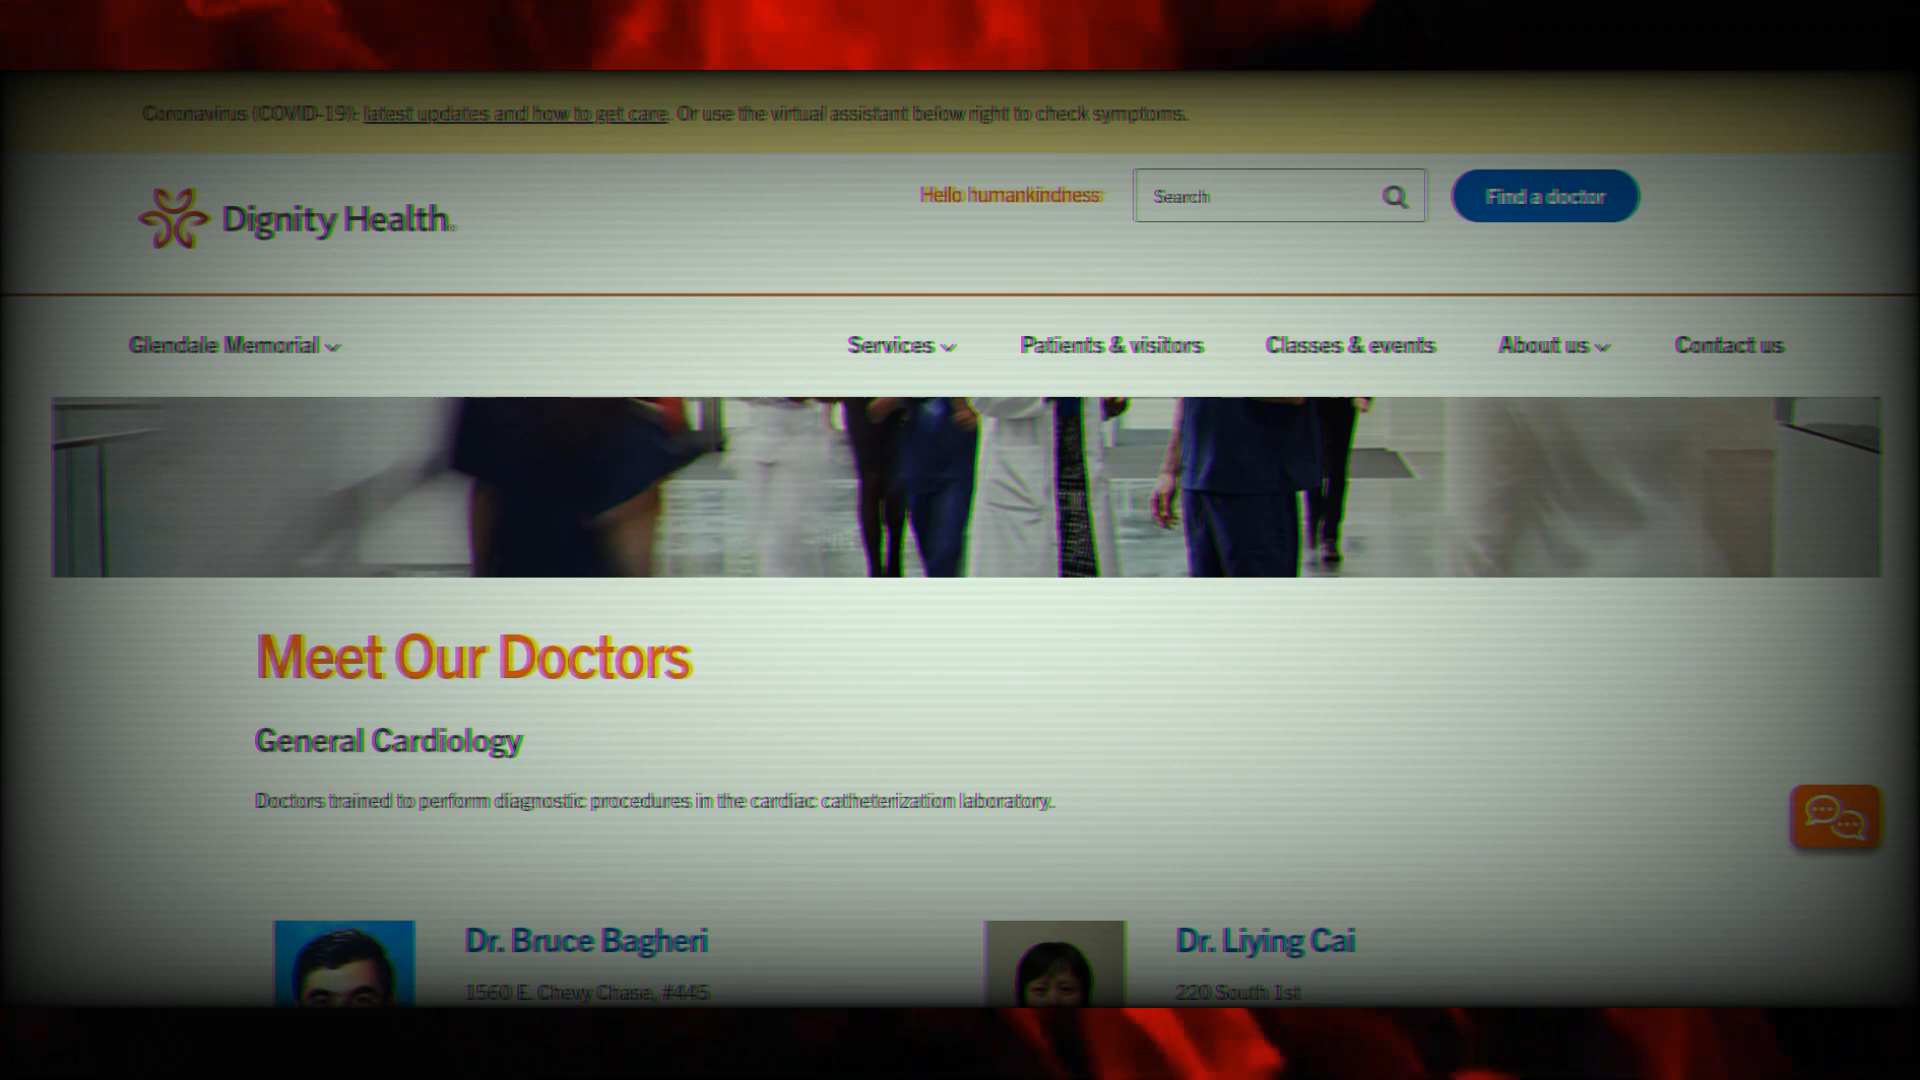 Coronavirus (COVID-19): latest updates and how to get care. Or use the virtual assistant below right to check symptoms.
Dignity Health
Hello humankindness
Search
Find a doctor
Glendale Memorial
Services
Patients & visitors
Classes & events
About us
Contact us
Meet Our Doctors
General Cardiology
Doctors trained to perform diagnostic procedures in the cardiac catheterization laboratory.
Dr. Bruce Bagheri
1560 E. Chevy Chase, #445
Dr. Liying Cai
220 South 1st